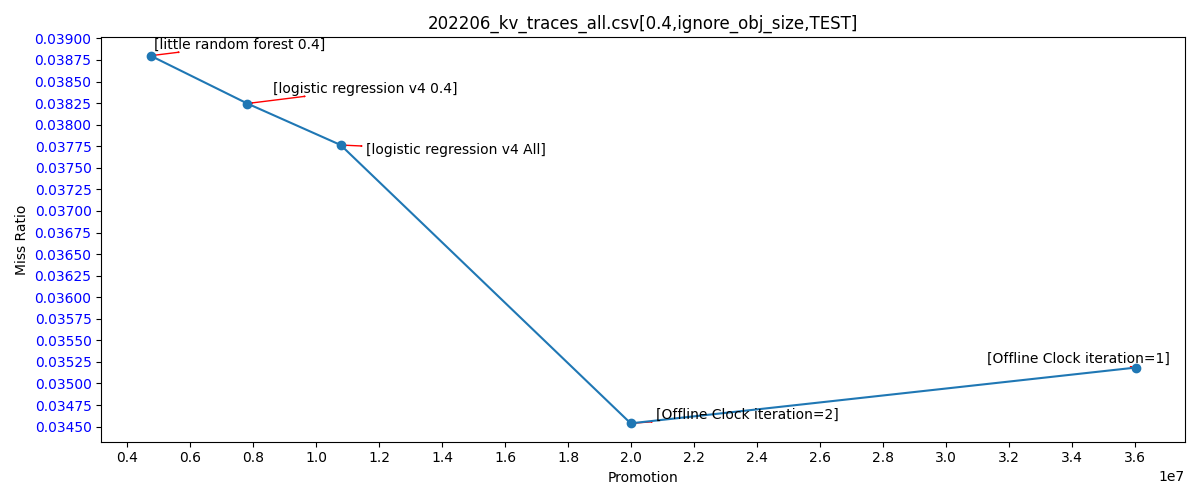 202206_kv_traces_all.csv[0.4,ignore_obj_size,TEST]
0.03900
0.03875
0.03850
0.03825
0.03800
0.03775
0.03750
0.03725
0.03700
0.03675
0.03650
0.03625
0.03600
0.03575
0.03550
0.03525
0.03500
0.03475
0.03450
Miss Ratio
[little random forest 0.4]
[logistic regression v4 0.4]
[logistic regression v4 All]
[Offline Clock iteration=1]
[Offline Clock iteration=2]
0.4 0.6 0.8 1.0 1.2 1.4 1.6 1.8 2.0 2.2 2.4 2.6 2.8 3.0 3.2 3.4 3.6
Promotion
1e7